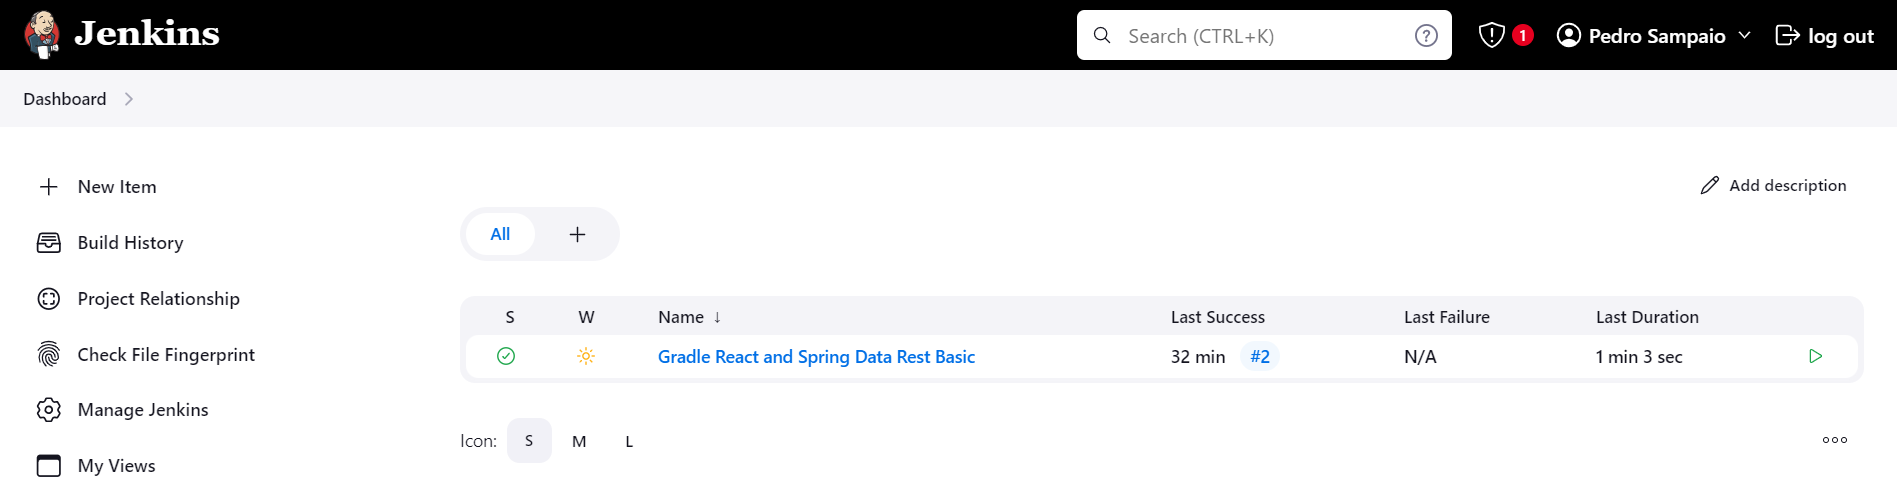 Jenkins
Search (CTRL+K)
1
Pedro Sampaio
log out
Dashboard
New Item
Build History
Project Relationship
Check File Fingerprint
Manage Jenkins
My Views
Add description
All
S W Name ↓ Last Success Last Failure Last Duration
Gradle React and Spring Data Rest Basic 32 min #2 N/A 1 min 3 sec
Icon: S M L